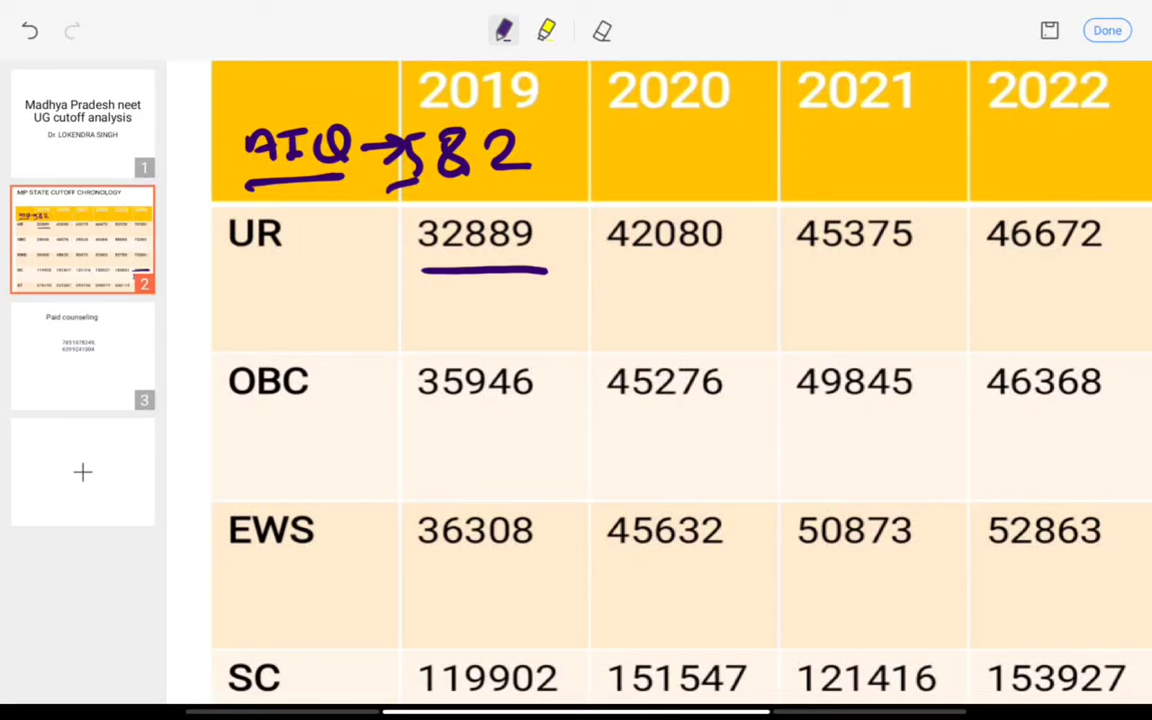 Done
Madhya Pradesh neet
UG cutoff analysis
Dr. LOKENDRA SINGH
1
MP STATE CUTOFF CHRONOLOGY
2
Paid counseling
3
2019 2020 2021 2022
AIQ → 582
UR 32889 42080 45375 46672
OBC 35946 45276 49845 46368
EWS 36308 45632 50873 52863
SC 119902 151547 121416 153927